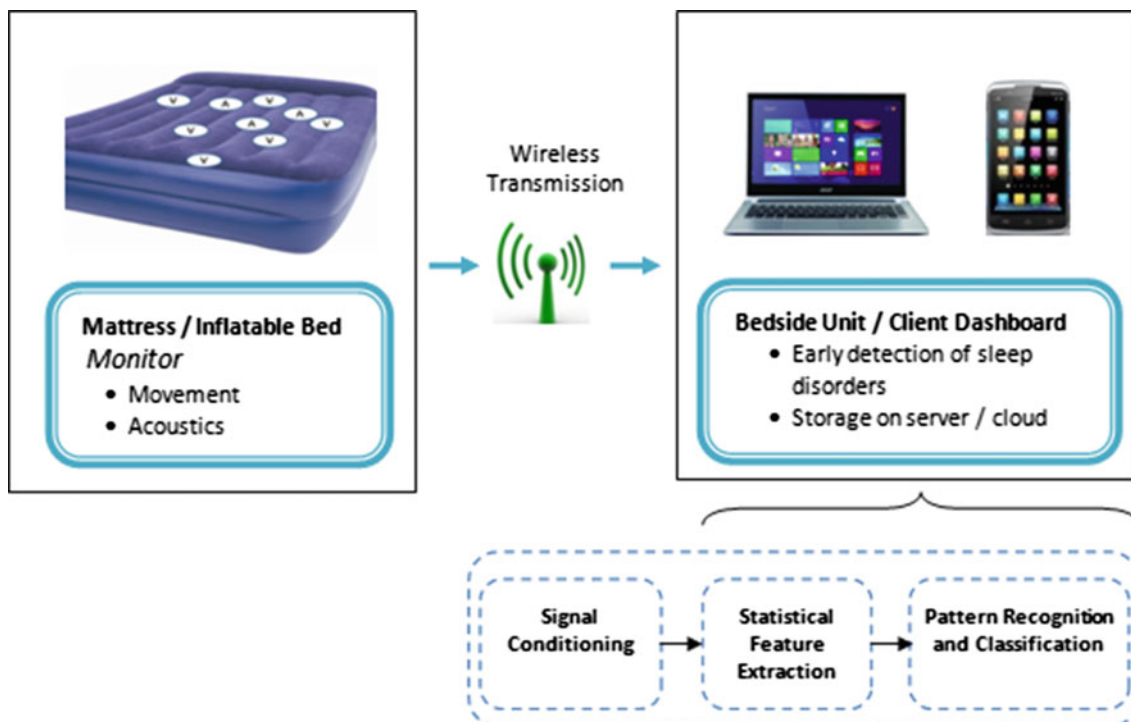 V
A
V
A
V
A
V
V
V
Wireless
Transmission
Mattress / Inflatable Bed
Monitor
• Movement
• Acoustics
Bedside Unit / Client Dashboard
• Early detection of sleep
disorders
• Storage on server / cloud
Signal
Conditioning
Statistical
Feature
Extraction
Pattern Recognition
and Classification